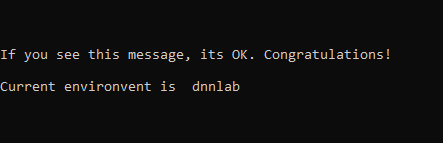 If you see this message, its OK. Congratulations!
Current environvent is  dnnlab